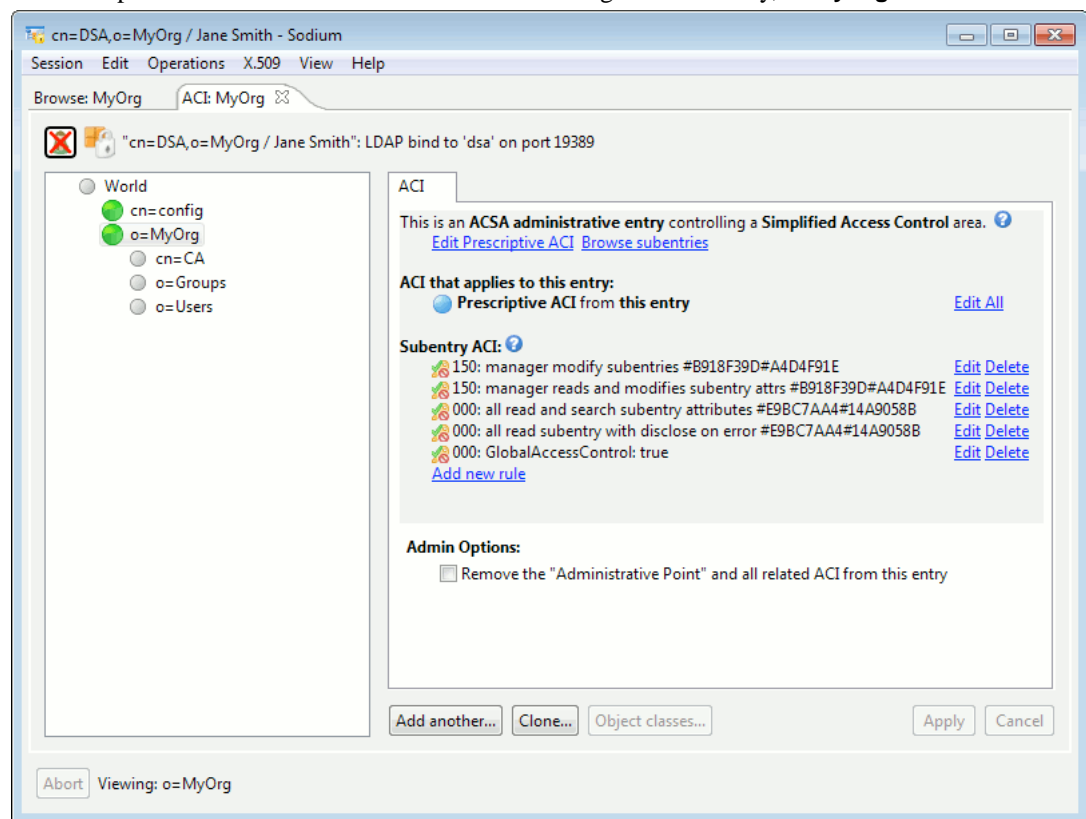 cn=DSA,o=MyOrg / Jane Smith - Sodium
Session Edit Operations X.509 View Help
Browse: MyOrg ACI: MyOrg
"cn=DSA,o=MyOrg / Jane Smith": LDAP bind to 'dsa' on port 19389
World
cn=config
o=MyOrg
cn=CA
o=Groups
o=Users
ACI
This is an ACSA administrative entry controlling a Simplified Access Control area.
Edit Prescriptive ACI Browse subentries
ACI that applies to this entry:
Prescriptive ACI from this entry Edit All
Subentry ACI:
150: manager modify subentries #B918F39D#A4D4F91E Edit Delete
150: manager reads and modifies subentry attrs #B918F39D#A4D4F91E Edit Delete
000: all read and search subentry attributes #E9BC7AA4#14A9058B Edit Delete
000: all read subentry with disclose on error #E9BC7AA4#14A9058B Edit Delete
000: GlobalAccessControl: true Edit Delete
Add new rule
Admin Options:
Remove the "Administrative Point" and all related ACI from this entry
Add another... Clone... Object classes... Apply Cancel
Abort Viewing: o=MyOrg